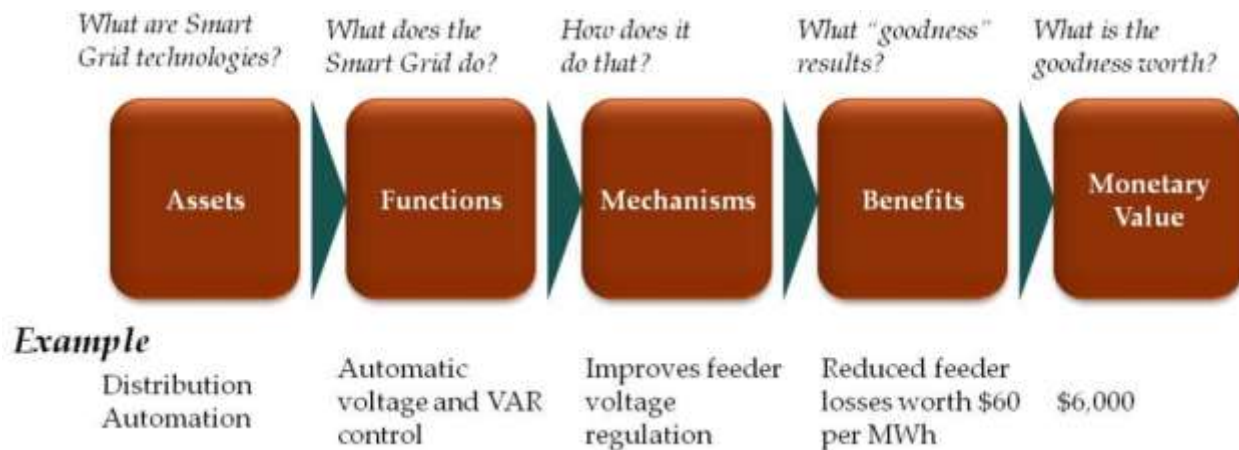 What are Smart
Grid technologies?
What does the
Smart Grid do?
How does it
do that?
What “goodness”
results?
What is the
goodness worth?
Assets
Functions
Mechanisms
Benefits
Monetary
Value
Example
Distribution
Automation
Automatic
voltage and VAR
control
Improves feeder
voltage
regulation
Reduced feeder
losses worth $60
per MWh
$6,000